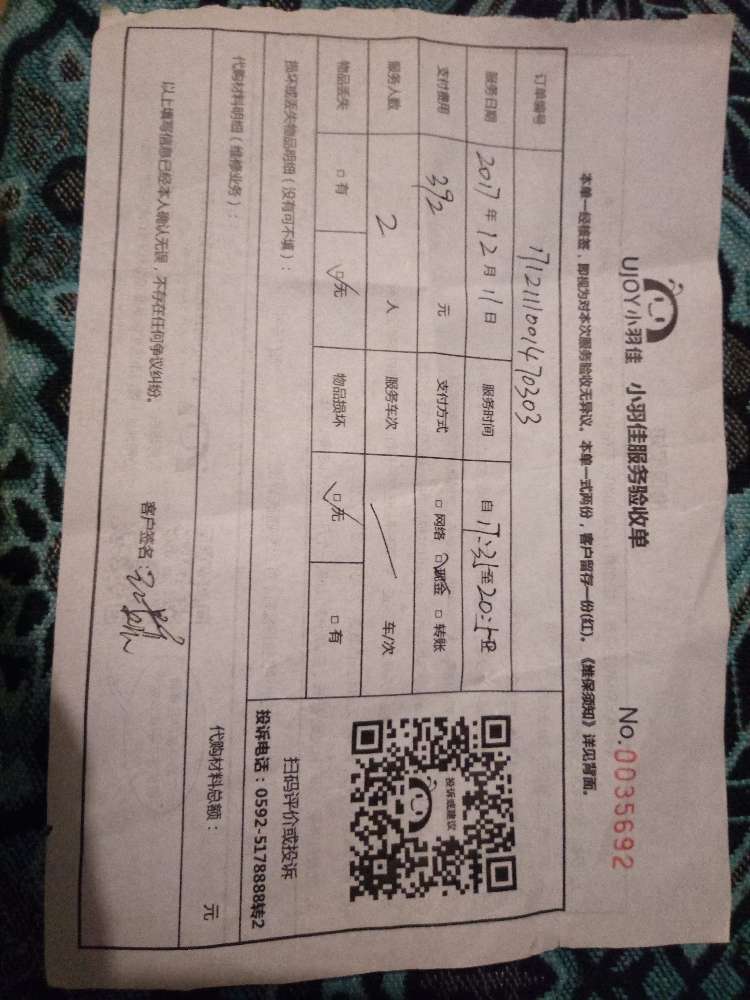 UJOY小羽佳 小羽佳服务验收单 No.0035692
本单一经核签，即视为对本次服务验收无异议。本单一式两份，客户留存一份(红)。《维保须知》详见背面。
订单编号 171211001470303
服务日期 2017年12月11日 服务时间 自17:31至20:
支付费用 392 元 支付方式 □网络 □现金 □转账
服务人数 2 人 服务车次 车/次
物品丢失 □有 □无 物品损坏 □无 □有
损坏或丢失物品明细（没有可不填）：
投诉或建议
扫码评价或投诉
投诉电话：0592-5178888转2
代购材料明细（维修业务）： 代购材料总额： 元
以上填写信息已经本人确认无误，不存在任何争议纠纷。 客户签名：